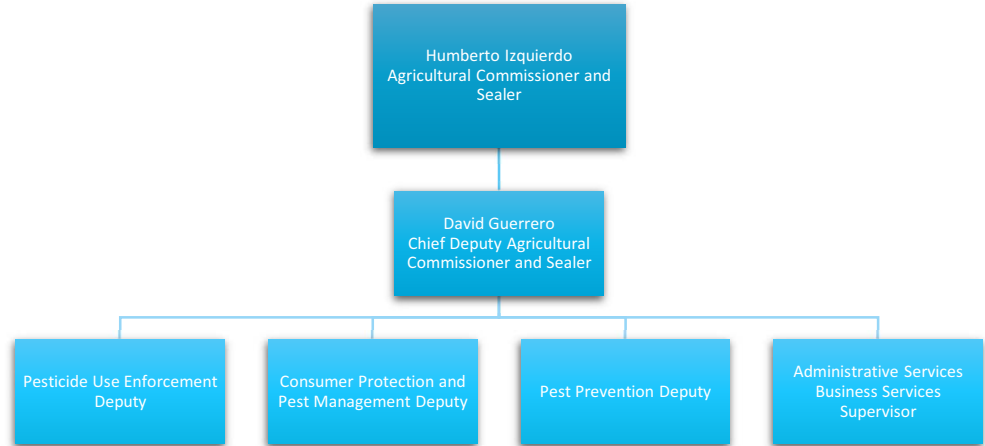 Humberto Izquierdo
Agricultural Commissioner and
Sealer
David Guerrero
Chief Deputy Agricultural
Commissioner and Sealer
Pesticide Use Enforcement
Deputy
Consumer Protection and
Pest Management Deputy
Pest Prevention Deputy
Administrative Services
Business Services
Supervisor